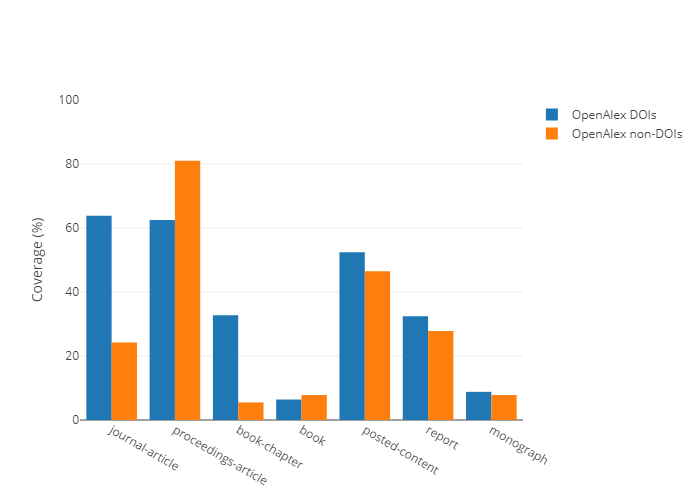 100
80
60
40
20
0
Coverage (%)
journal-article
proceedings-article
book-chapter
book
posted-content
report
monograph
OpenAlex DOIs
OpenAlex non-DOIs